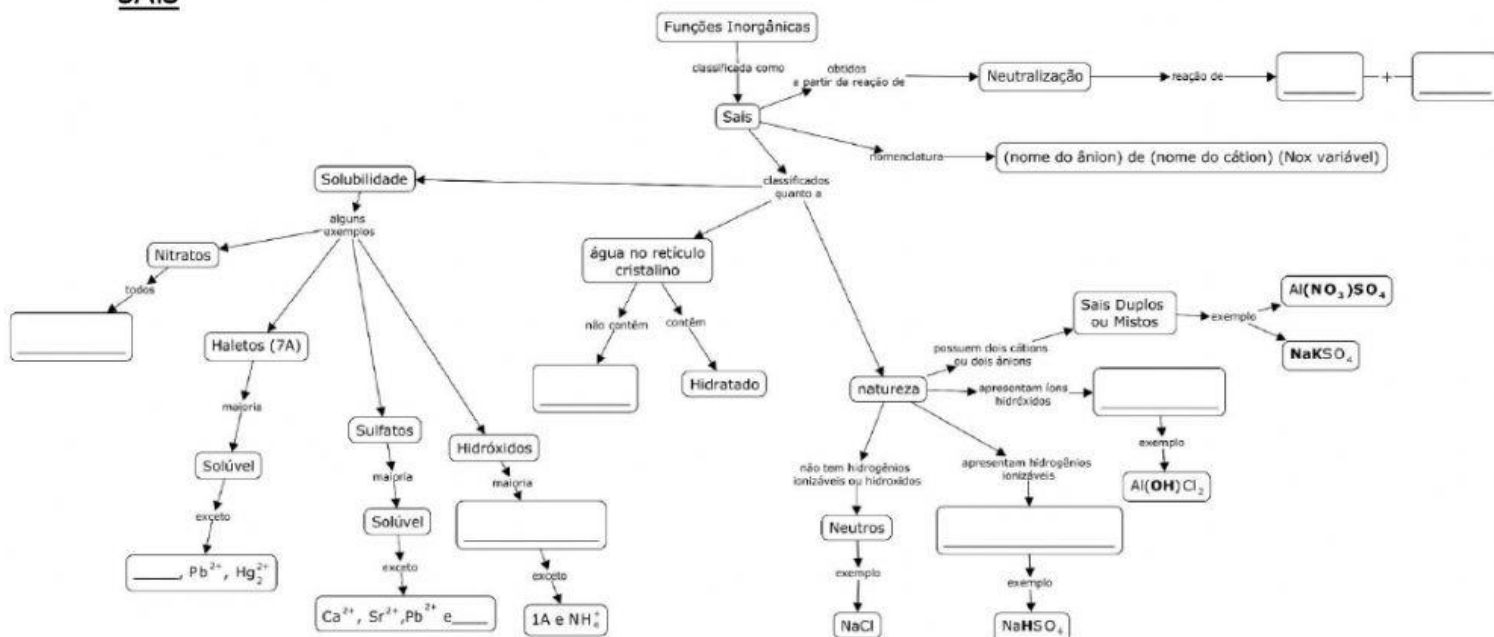 SAIS
Funções Inorgânicas
classificada como
obtidos
a partir da reação de
Neutralização
reação de
+
Sais
nomenclatura
(nome do ânion) de (nome do cátion) (Nox variável)
classificados
quanto a
Solubilidade
alguns
exemplos
Nitratos
todos
Haletos (7A)
maioria
Solúvel
exceto
____, Pb²⁺, Hg₂²⁺
Sulfatos
maioria
Solúvel
exceto
Ca²⁺, Sr²⁺,Pb²⁺ e____
Hidróxidos
maioria
exceto
1A e NH₄⁺
água no retículo
cristalino
não contêm
contêm
Hidratado
natureza
possuem dois cátions
ou dois ânions
Sais Duplos
ou Mistos
exemplo
Al(NO₃)SO₄
NaKSO₄
apresentam íons
hidróxidos
exemplo
Al(OH)Cl₂
não tem hidrogênios
ionizáveis ou hidroxidos
Neutros
exemplo
NaCl
apresentam hidrogênios
ionizáveis
exemplo
NaHSO₄